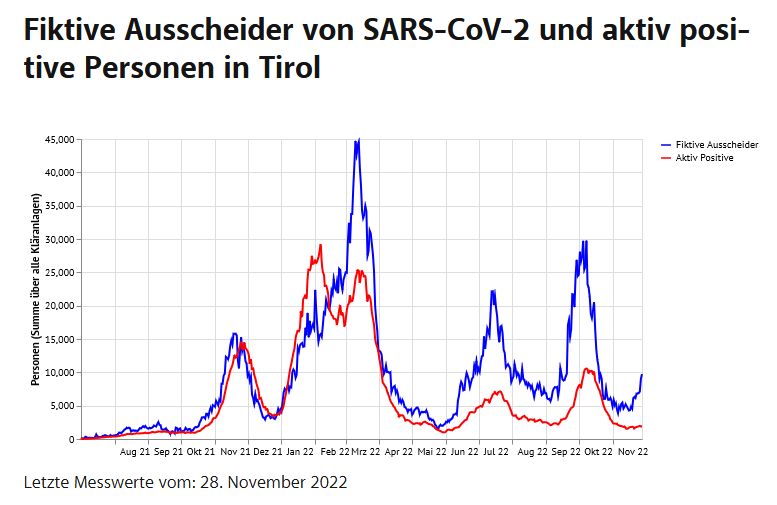 Fiktive Ausscheider von SARS-CoV-2 und aktiv posi-
tive Personen in Tirol
45,000
40,000
35,000
30,000
25,000
20,000
15,000
10,000
5,000
0
Personen (Summe über alle Kläranlagen)
Aug 21 Sep 21 Okt 21 Nov 21 Dez 21 Jan 22 Feb 22 Mrz 22 Apr 22 Mai 22 Jun 22 Jul 22 Aug 22 Sep 22 Okt 22 Nov 22
Fiktive Ausscheider
Aktiv Positive
Letzte Messwerte vom: 28. November 2022